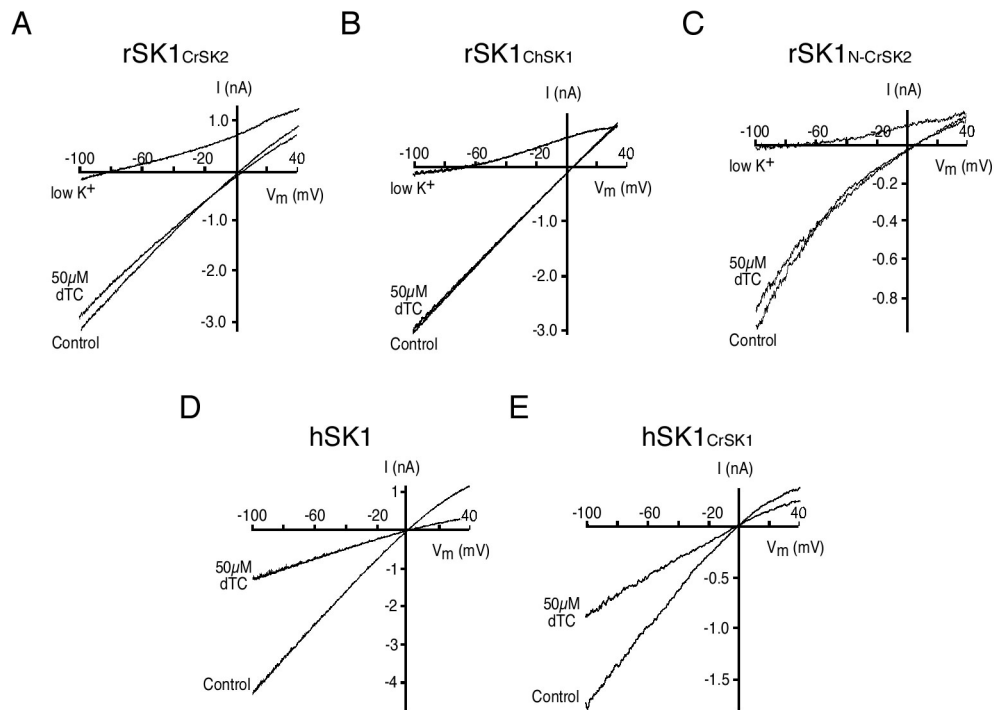 A
rSK1CrSK2
I (nA)
1.0
-100 -60 -20 40
low K+
Vm (mV)
-1.0
-2.0
-3.0
50µM
dTC
Control
B
rSK1ChSK1
I (nA)
-100 -60 -20 40
low K+
Vm (mV)
-1.0
-2.0
-3.0
50µM
dTC
Control
C
rSK1N-CrSK2
I (nA)
-100 -60 -20 40
low K+
Vm (mV)
-0.2
-0.4
-0.6
-0.8
50µM
dTC
Control
D
hSK1
I (nA)
1
-100 -60 -20 40
Vm (mV)
50µM
dTC
-1
-2
-3
-4
Control
E
hSK1CrSK1
I (nA)
-100 -60 -20 40
Vm (mV)
-0.5
50µM
dTC
-1.0
-1.5
Control